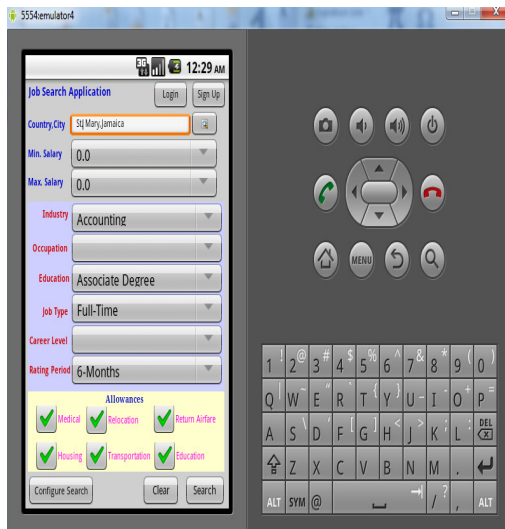 5554:emulator4
3G 12:29 AM
Job Search Application Login Sign Up
Country,City St| Mary,Jamaica
Min. Salary 0.0
Max. Salary 0.0
Industry Accounting
Occupation
Education Associate Degree
Job Type Full-Time
Career Level
Rating Period 6-Months
Allowances
Medical Relocation Return Airfare
Housing Transportation Education
Configure Search Clear Search
MENU
1 ! 2 @ 3 # 4 $ 5 % 6 ^ 7 & 8 * 9 ( 0 )
Q | W ~ E " R ` T { Y } U - I - O + P =
A S \ D ' F [ G ] H < J > K ; L : DEL
Z X C V B N M .
ALT SYM @ / ? , ALT